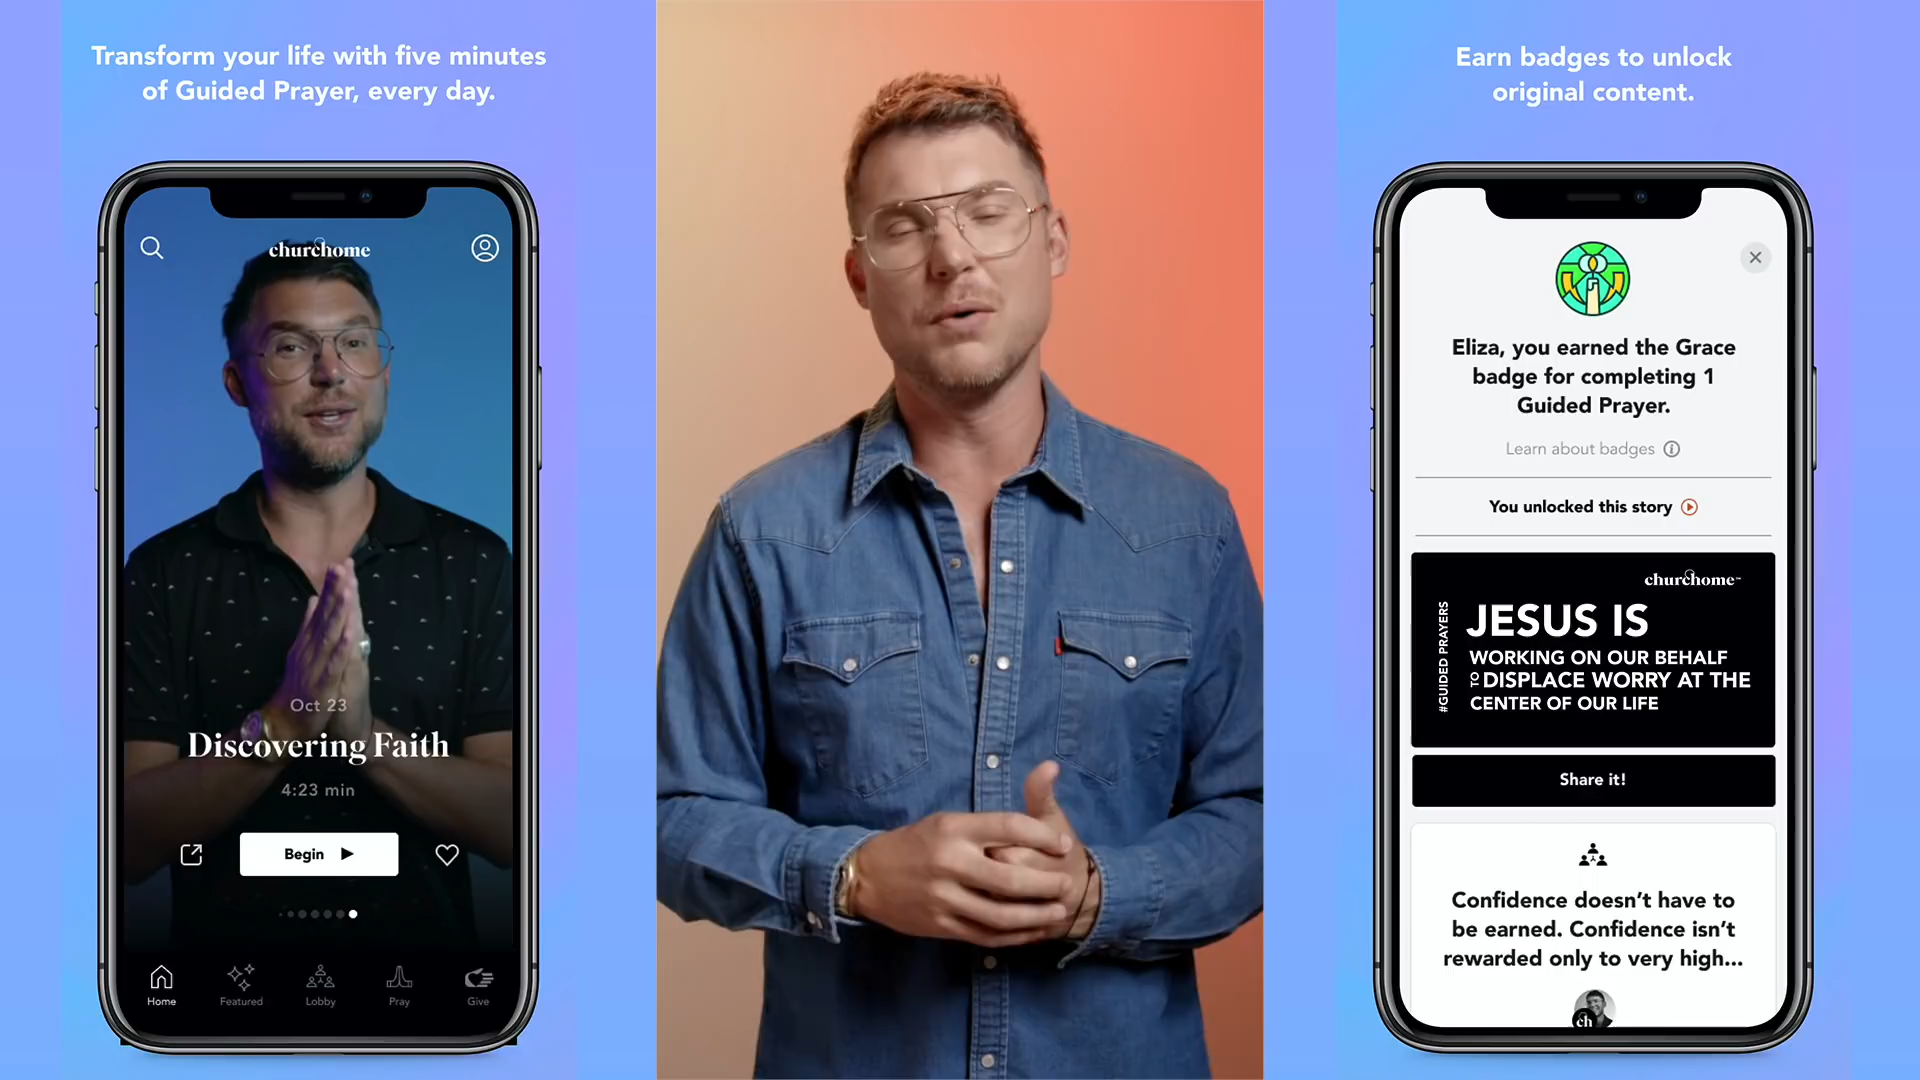 Transform your life with five minutes
of Guided Prayer, every day.
churchome
Oct 23
Discovering Faith
4:23 min
Begin
Home
Featured
Lobby
Pray
Give
Earn badges to unlock
original content.
Eliza, you earned the Grace
badge for completing 1
Guided Prayer.
Learn about badges
You unlocked this story
churchome™
#GUIDED PRAYERS
JESUS IS
WORKING ON OUR BEHALF
TO DISPLACE WORRY AT THE
CENTER OF OUR LIFE
Share it!
Confidence doesn’t have to
be earned. Confidence isn’t
rewarded only to very high...
ch